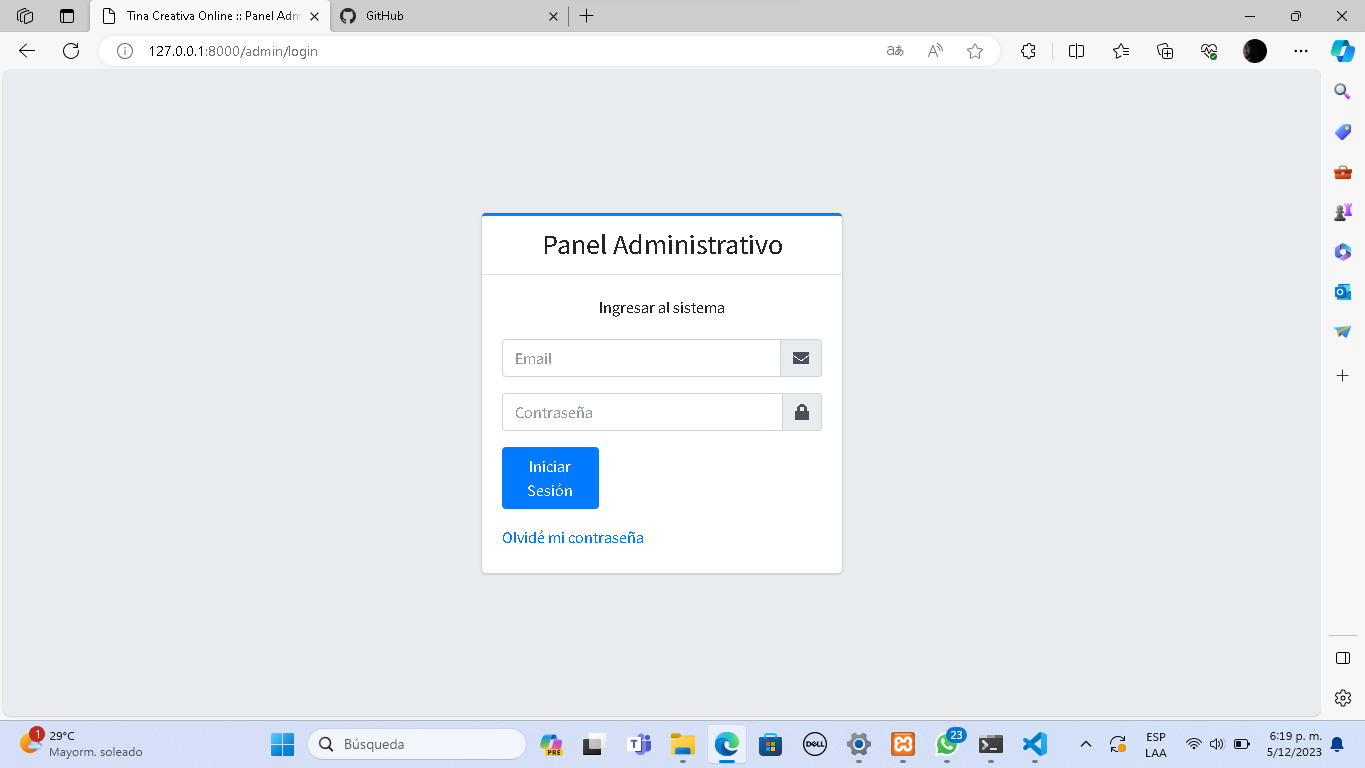 Tina Creativa Online :: Panel Adm
GitHub
127.0.0.1:8000/admin/login
Panel Administrativo
Ingresar al sistema
Email
Contraseña
Iniciar
Sesión
Olvidé mi contraseña
1
29°C
Mayorm. soleado
Búsqueda
PRE
DELL
23
ESP
LAA
6:19 p. m.
5/12/2023